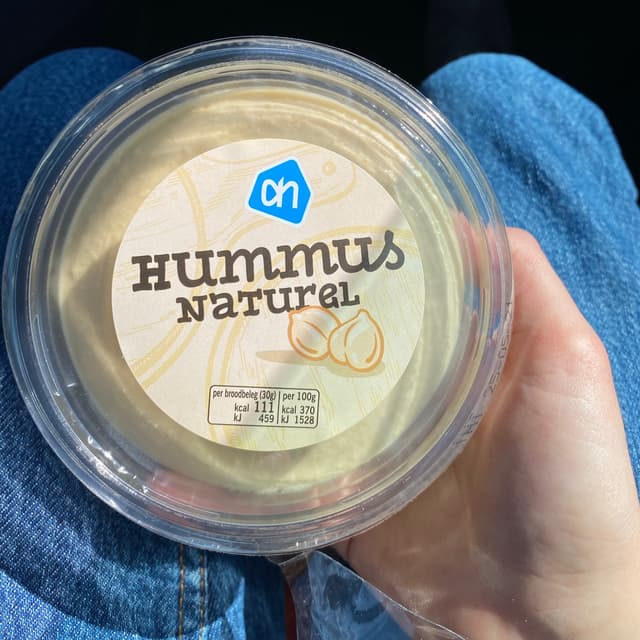 ah
Hummus
Naturel
per broodbeleg (30g) per 100g
kcal 111 kcal 370
kJ 459 kJ 1528